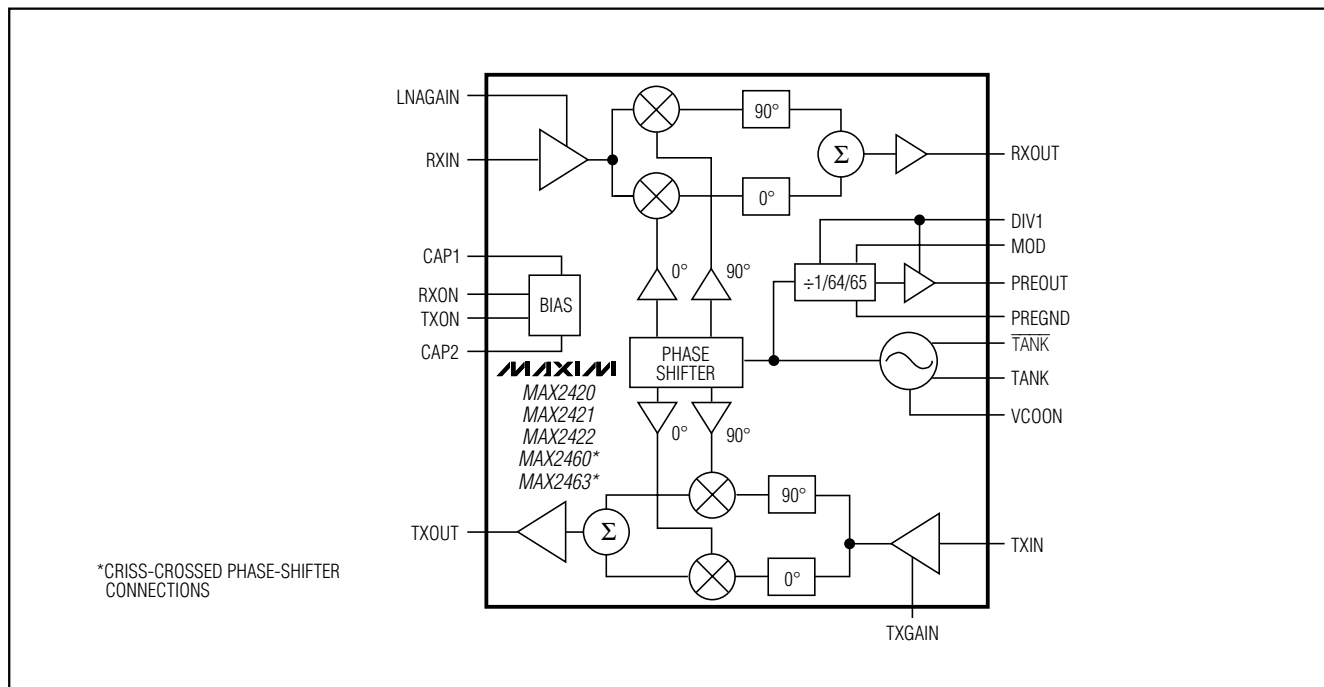 LNAGAIN
RXIN
90°
Σ
RXOUT
0°
DIV1
MOD
÷1/64/65
PREOUT
PREGND
TANK
TANK
VCOON
CAP1
RXON
TXON
BIAS
CAP2
0°
90°
PHASE
SHIFTER
MAXIM
MAX2420
MAX2421
MAX2422
MAX2460*
MAX2463*
0°
90°
90°
TXOUT
Σ
0°
TXIN
TXGAIN
*CRISS-CROSSED PHASE-SHIFTER
CONNECTIONS